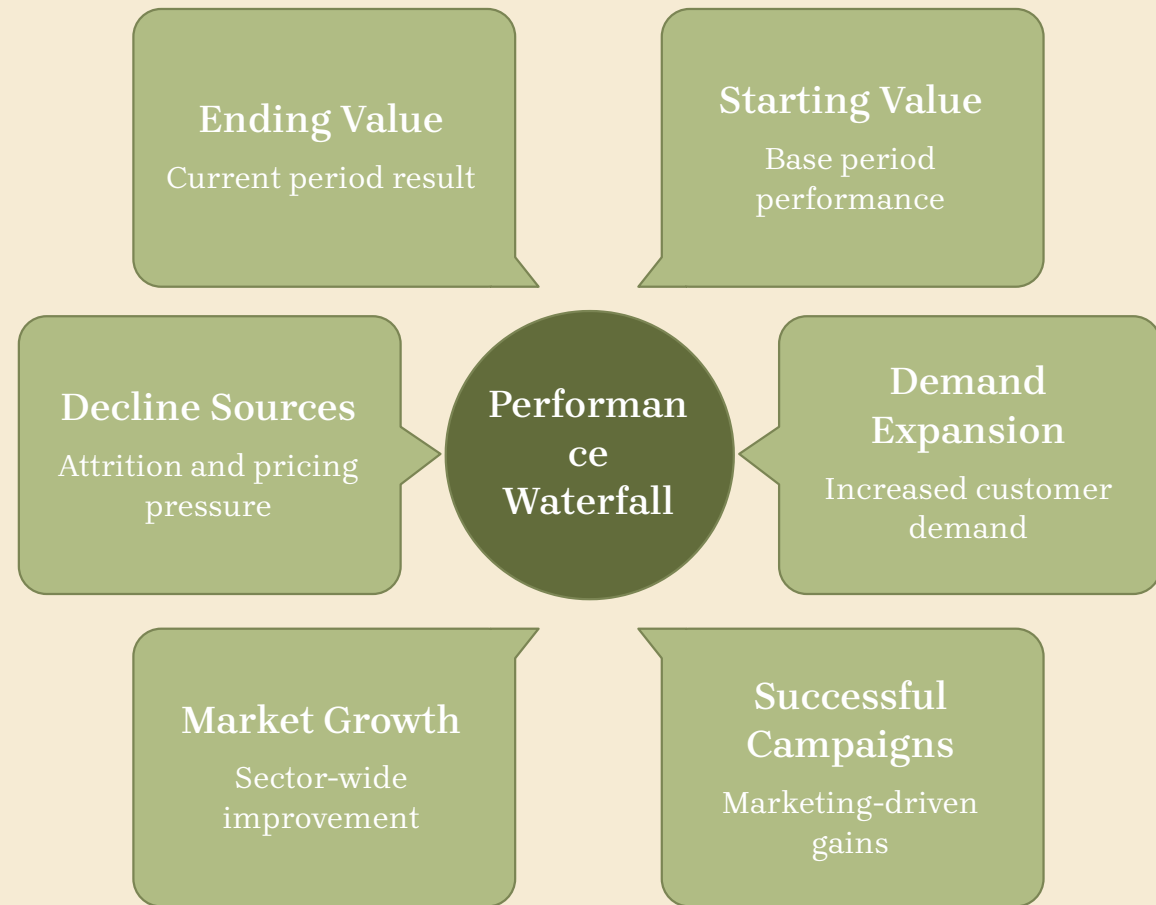 Ending Value
Current period result
Starting Value
Base period
performance
Decline Sources
Attrition and pricing
pressure
Performan
ce
Waterfall
Demand
Expansion
Increased customer
demand
Market Growth
Sector-wide
improvement
Successful
Campaigns
Marketing-driven
gains